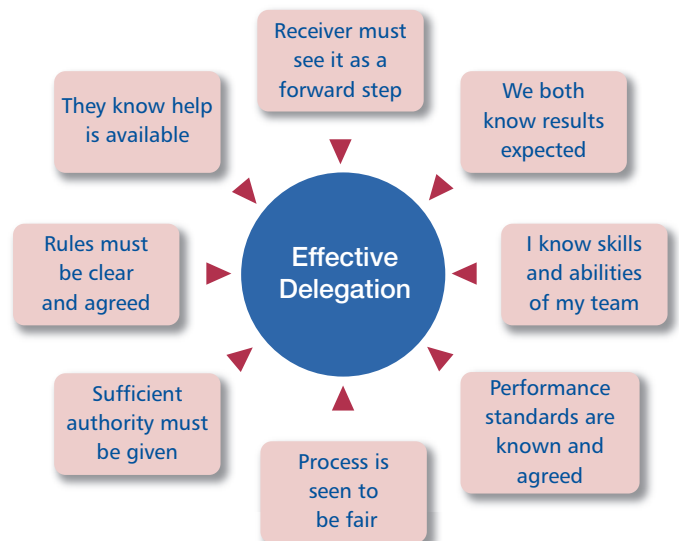 Receiver must
see it as a
forward step
They know help
is available
We both
know results
expected
Rules must
be clear
and agreed
Effective
Delegation
I know skills
and abilities
of my team
Sufficient
authority must
be given
Performance
standards are
known and
agreed
Process is
seen to
be fair